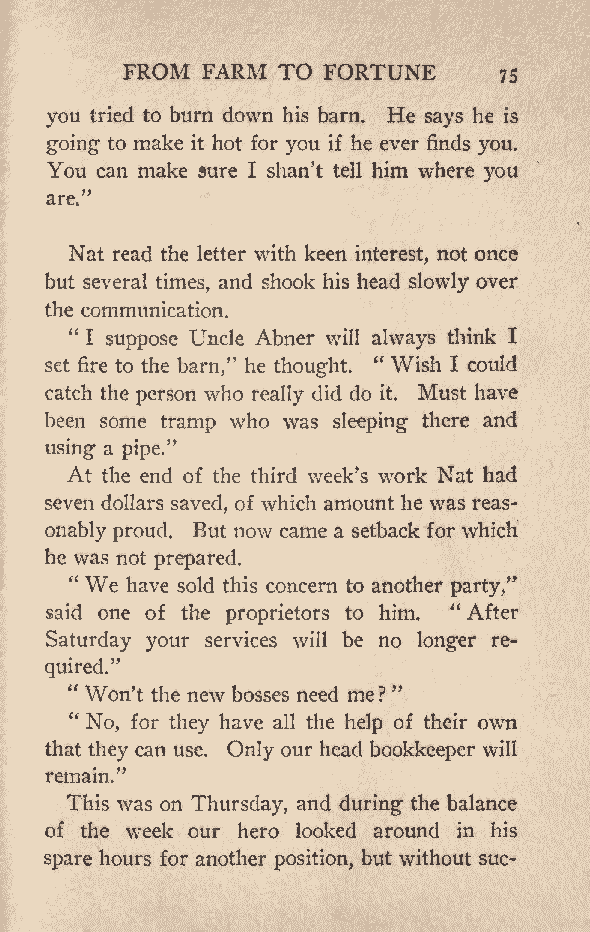 FROM FARM TO FORTUNE 75
you tried to burn down his barn. He says he is
going to make it hot for you if he ever finds you.
You can make sure I shan't tell him where you
are."
Nat read the letter with keen interest, not once
but several times, and shook his head slowly over
the communication.
" I suppose Uncle Abner will always think I
set fire to the barn," he thought. " Wish I could
catch the person who really did do it. Must have
been some tramp who was sleeping there and
using a pipe."
At the end of the third week's work Nat had
seven dollars saved, of which amount he was reas-
onably proud. But now came a setback for which
he was not prepared.
" We have sold this concern to another party,"
said one of the proprietors to him. " After
Saturday your services will be no longer re-
quired."
" Won't the new bosses need me? "
" No, for they have all the help of their own
that they can use. Only our head bookkeeper will
remain."
This was on Thursday, and during the balance
of the week our hero looked around in his
spare hours for another position, but without suc-